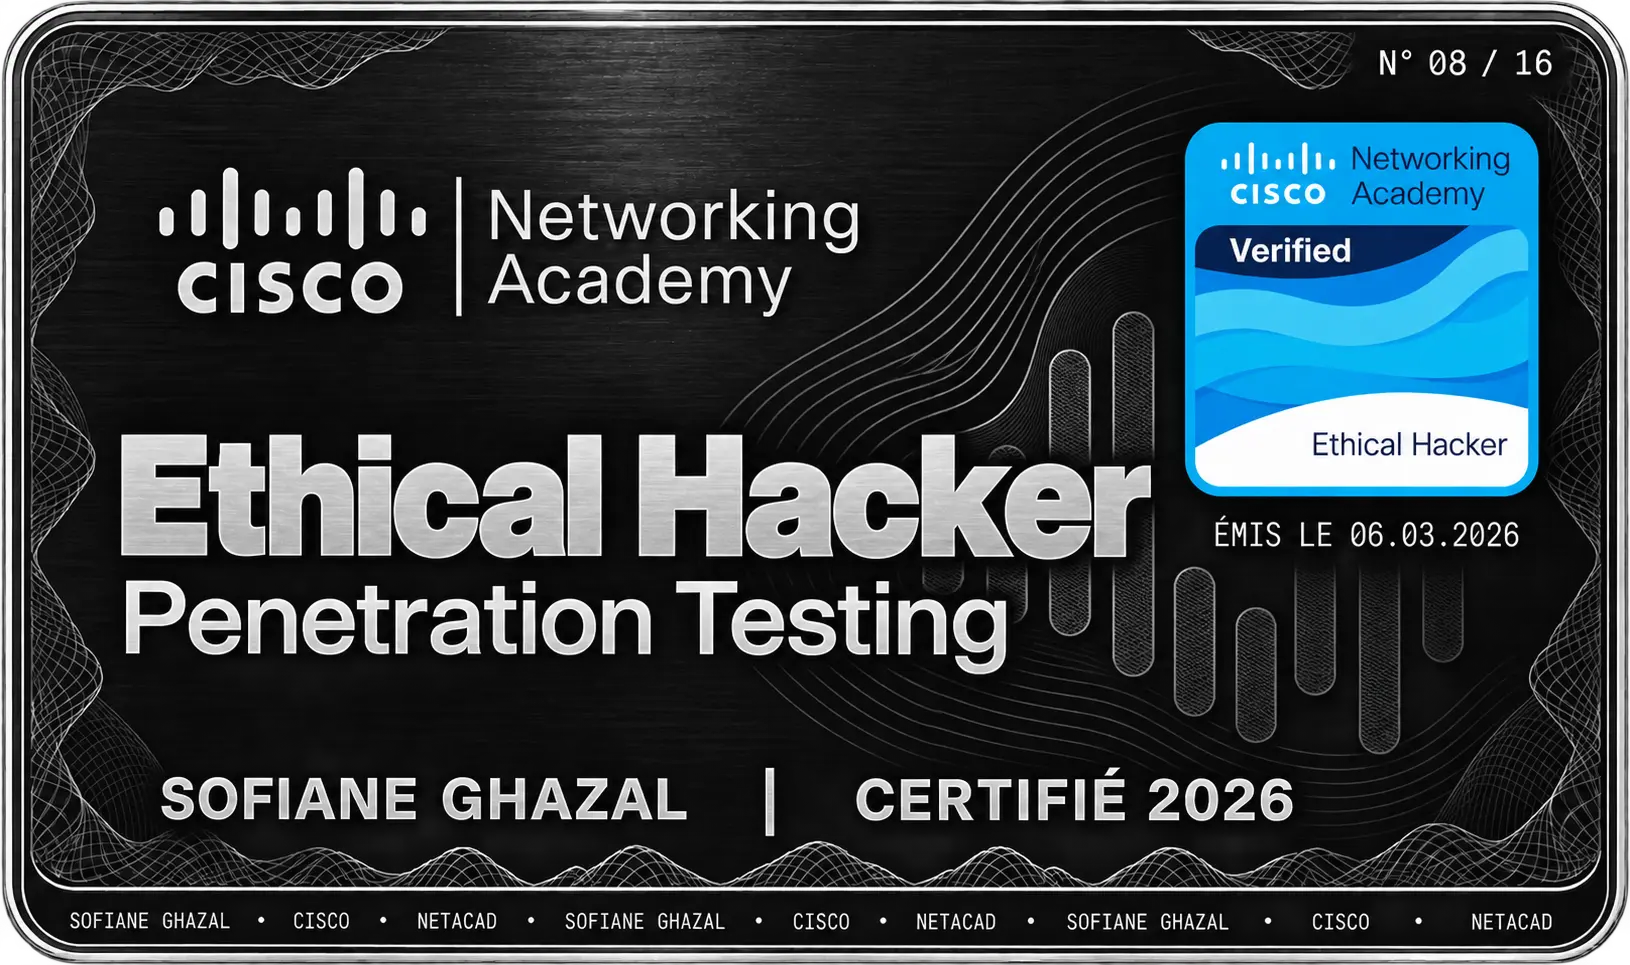 N° 08 / 16
CISCO
Networking
Academy
CISCO
Networking
Academy
Verified
Ethical Hacker
ÉMIS LE 06.03.2026
Ethical Hacker
Penetration Testing
SOFIANE GHAZAL | CERTIFIÉ 2026
SOFIANE GHAZAL • CISCO • NETACAD • SOFIANE GHAZAL • CISCO • NETACAD • SOFIANE GHAZAL • CISCO • NETACAD